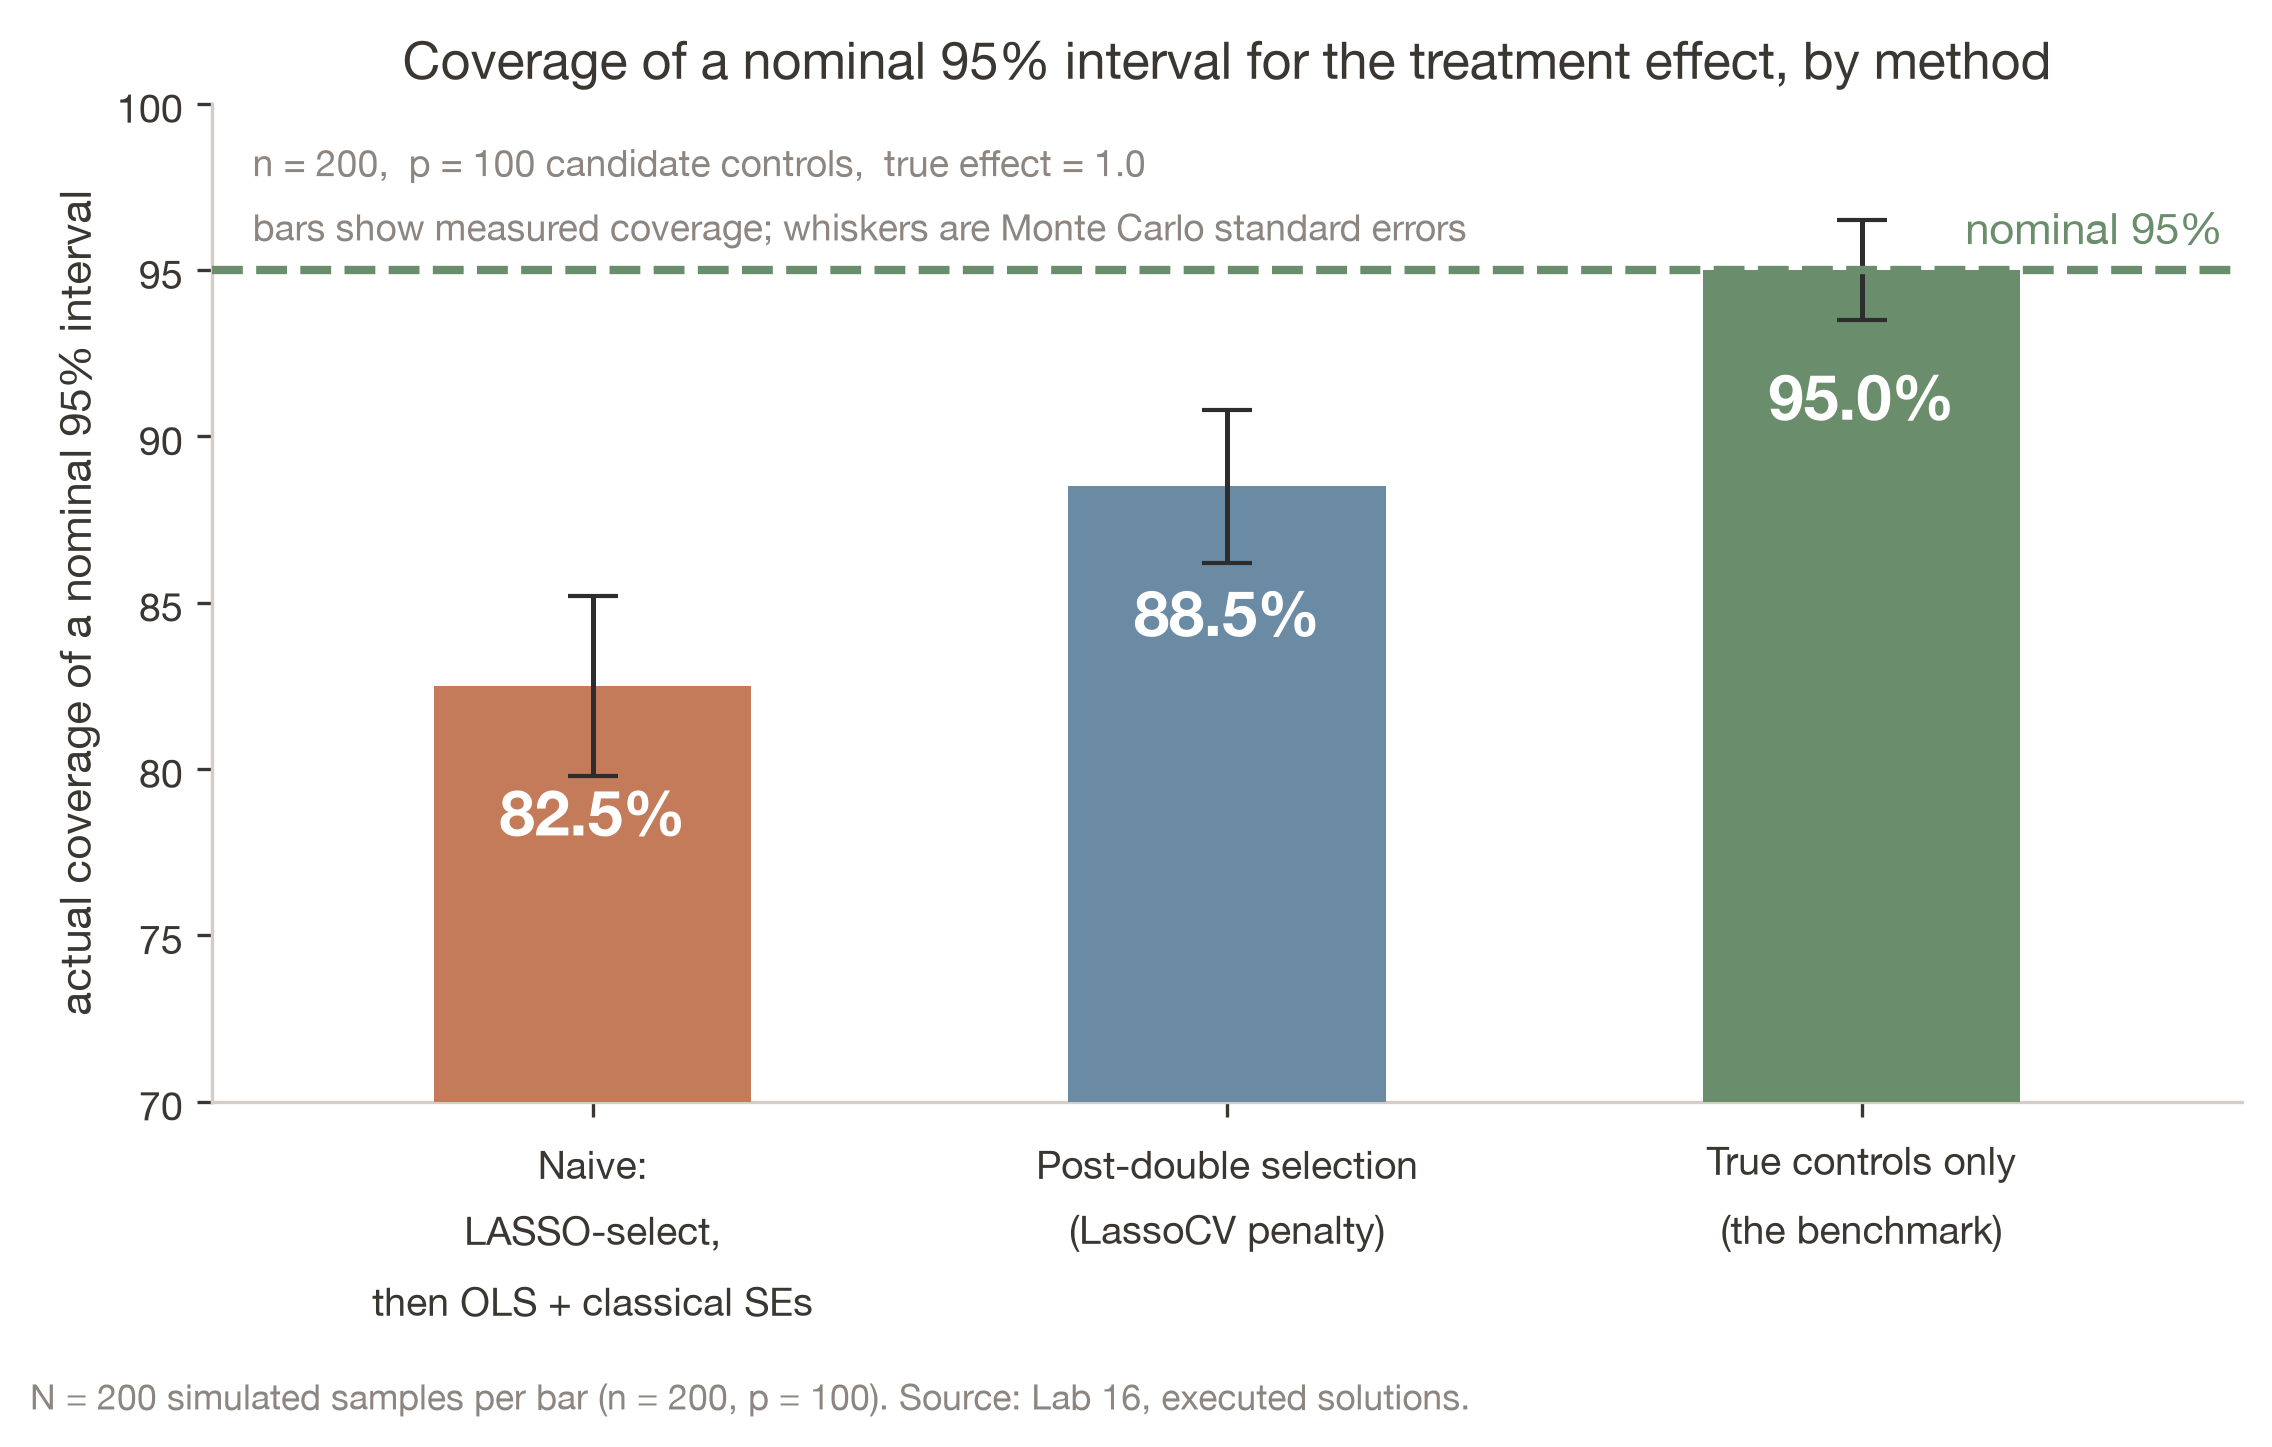 Coverage of a nominal 95% interval for the treatment effect, by method
actual coverage of a nominal 95% interval
100
95
90
85
80
75
70
n = 200,  p = 100 candidate controls,  true effect = 1.0
bars show measured coverage; whiskers are Monte Carlo standard errors
nominal 95%
82.5%
88.5%
95.0%
Naive:
LASSO-select,
then OLS + classical SEs
Post-double selection
(LassoCV penalty)
True controls only
(the benchmark)
N = 200 simulated samples per bar (n = 200, p = 100). Source: Lab 16, executed solutions.